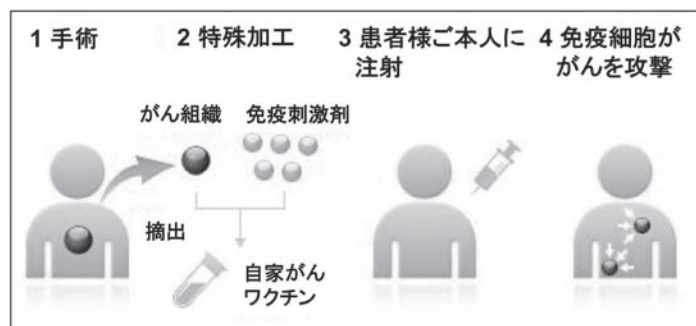 1 手術
2 特殊加工
3 患者様ご本人に
注射
4 免疫細胞が
がんを攻撃
がん組織
免疫刺激剤
摘出
自家がん
ワクチン